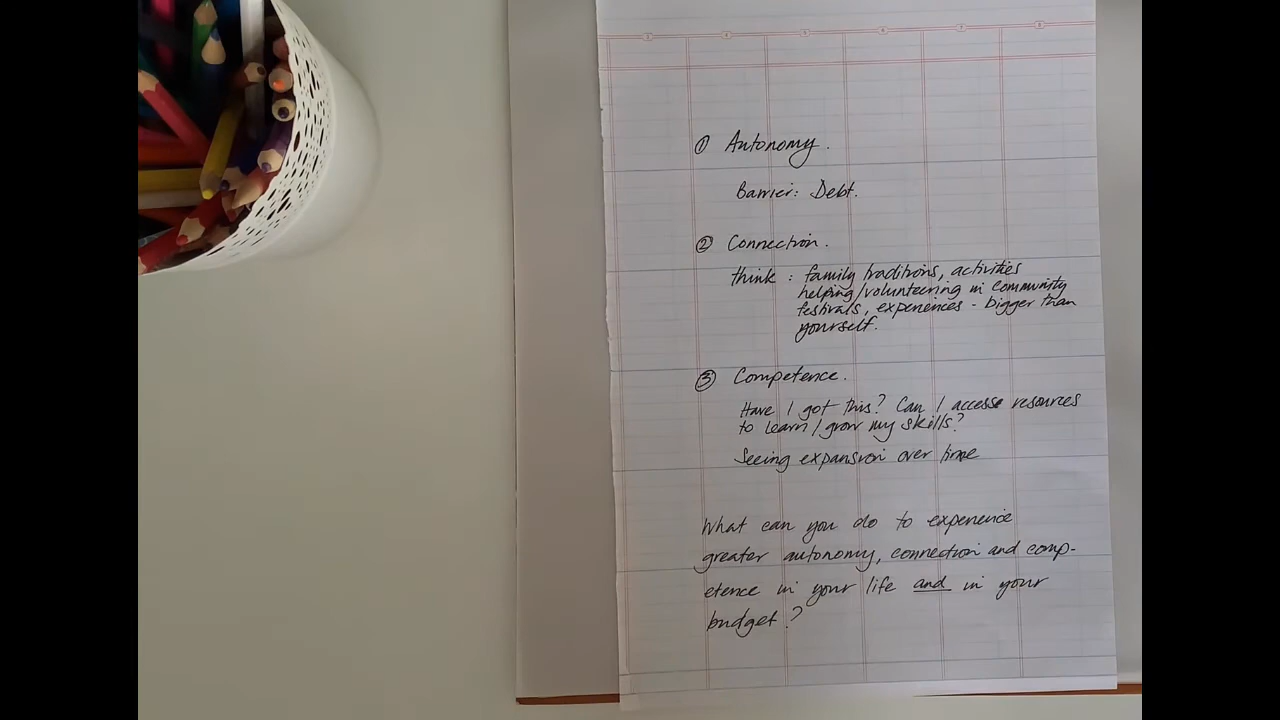 ① Autonomy.
Barrier: Debt.
② Connection.
think: family traditions, activities
helping/volunteering in community
festivals, experiences - bigger than
yourself.
③ Competence.
Have I got this? Can I access resources
to learn/grow my skills?
Seeing expansion over time
What can you do to experience
greater autonomy, connection and comp-
etence in your life and in your
budget?